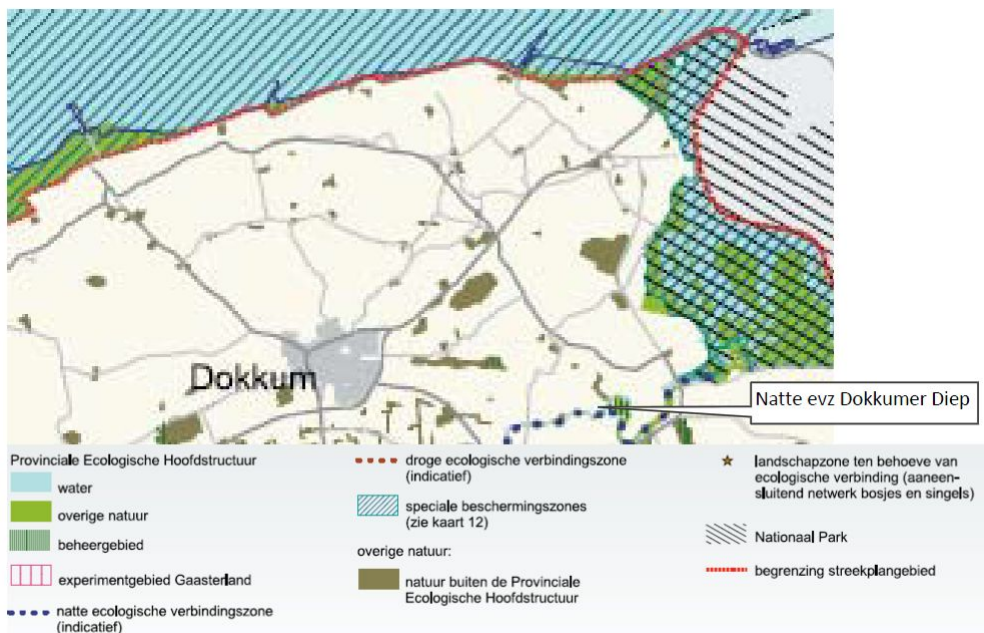 Dokkum
Natte evz Dokkumer Diep
Provinciale Ecologische Hoofdstructuur
water
overige natuur
beheergebied
experimentgebied Gaasterland
natte ecologische verbindingszone
(indicatief)
droge ecologische verbindingszone
(indicatief)
speciale beschermingszones
(zie kaart 12)
overige natuur:
natuur buiten de Provinciale
Ecologische Hoofdstructuur
landschapzone ten behoeve van
ecologische verbinding (aaneen-
sluitend netwerk bosjes en singels)
Nationaal Park
begrenzing streekplangebied